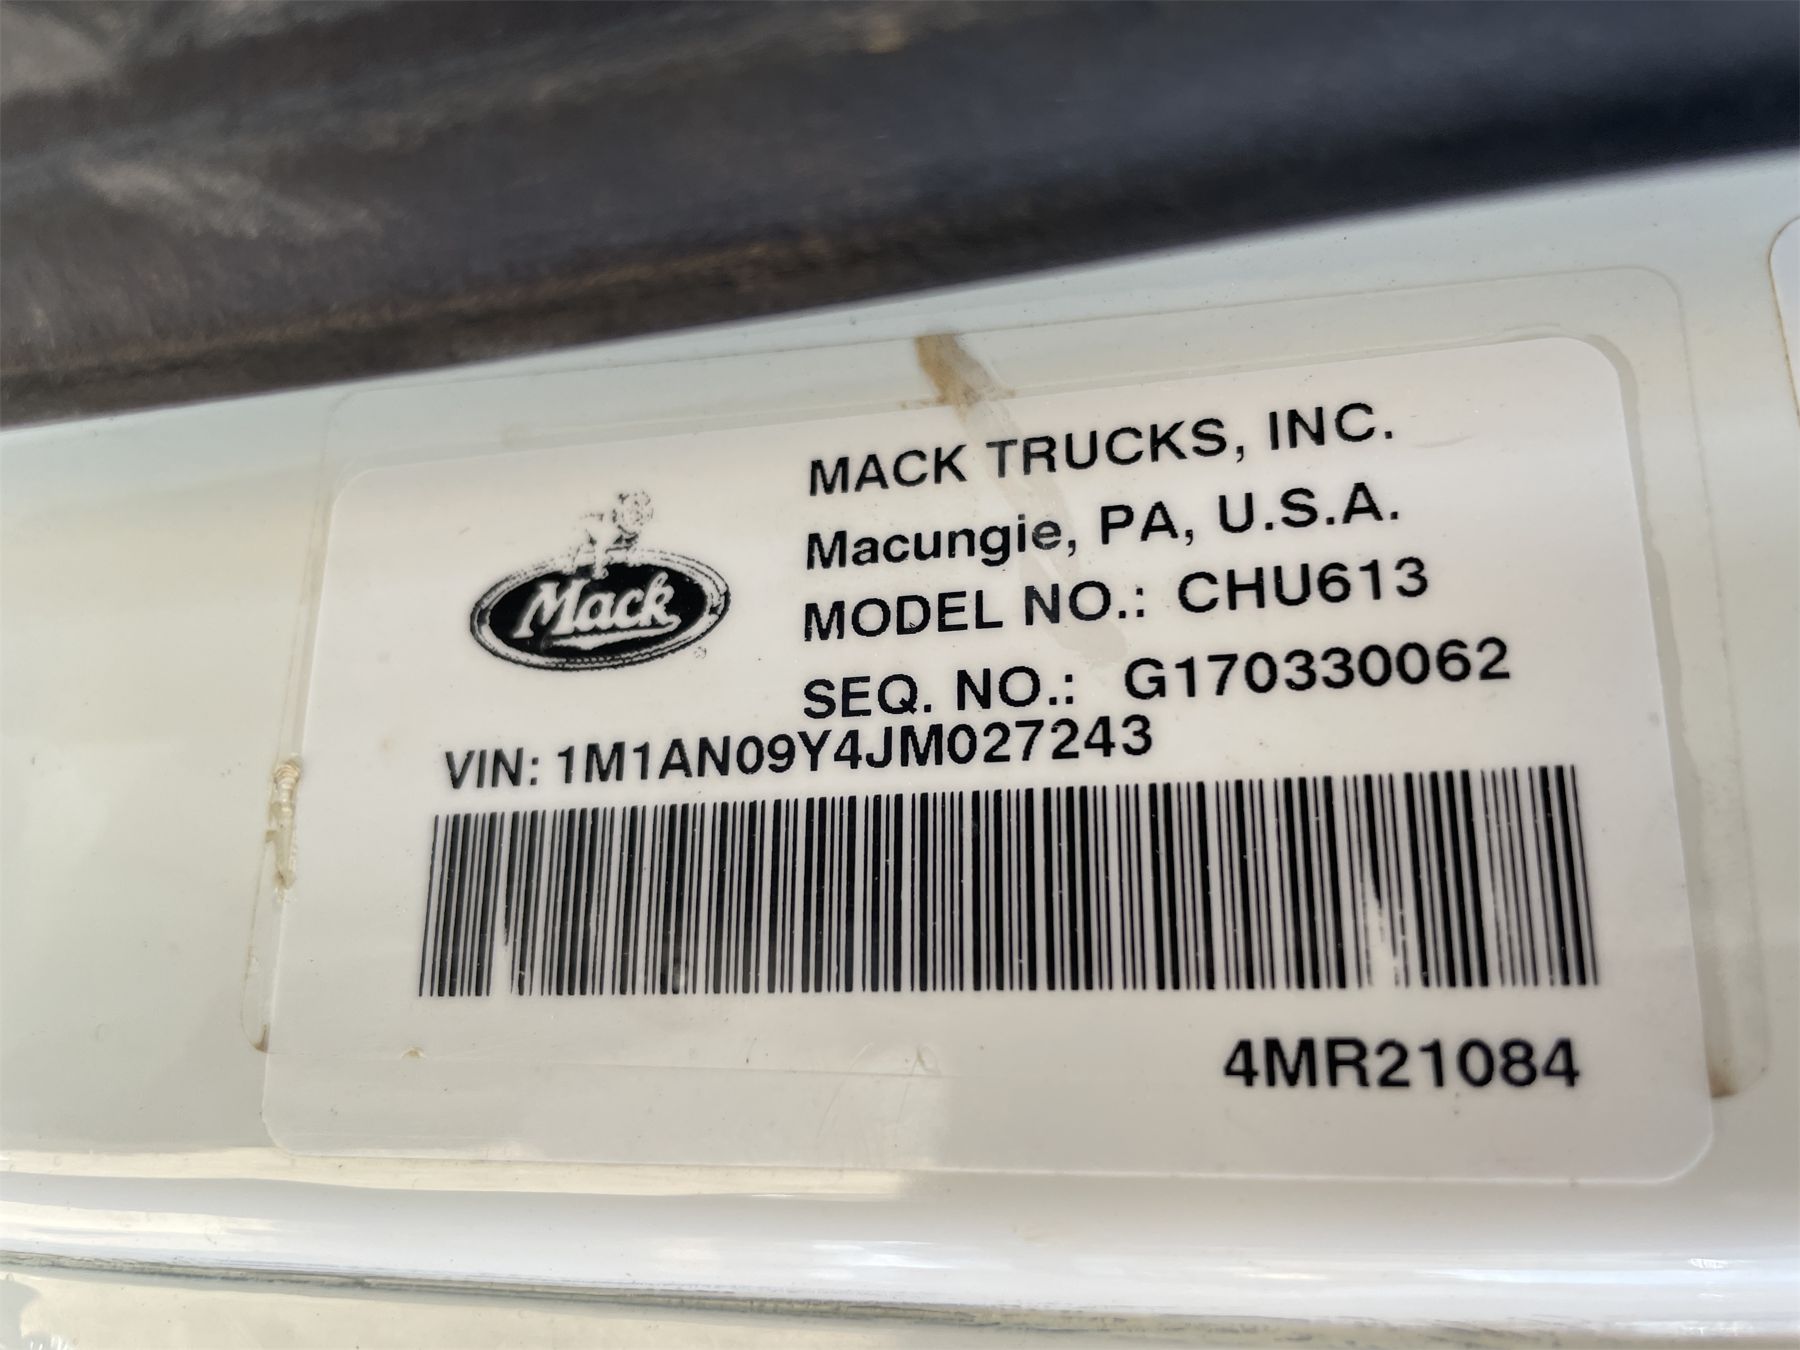 MACK TRUCKS, INC.
Macungie, PA, U.S.A.
Mack
MODEL NO.: CHU613
SEQ. NO.: G170330062
VIN: 1M1AN09Y4JM027243
4MR21084